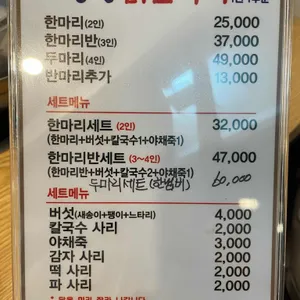 한마리(2인) 25,000
한마리반(3인) 37,000
두마리(4인) 49,000
반마리추가 13,000
세트메뉴
한마리세트 (2인) 32,000
(한마리+버섯+칼국수1+야채죽1)
한마리반세트 (3~4인) 47,000
(한마리반+버섯+칼국수2+야채죽1)
두마리세트 60,000
세트메뉴
버섯(새송이+팽이+느타리) 4,000
칼국수 사리 2,000
야채죽 3,000
감자 사리 2,000
떡 사리 2,000
파 사리 2,000